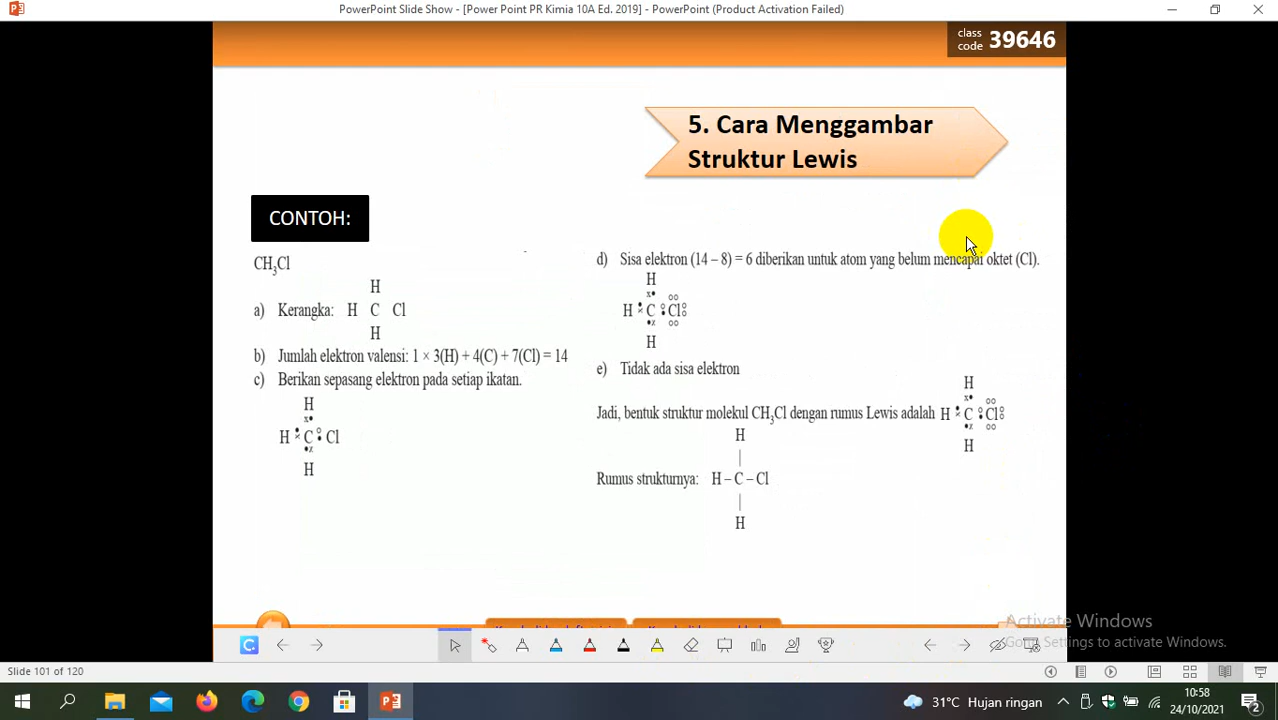 PowerPoint Slide Show - [Power Point PR Kimia 10A Ed. 2019] - PowerPoint (Product Activation Failed)
class code 39646
5. Cara Menggambar
Struktur Lewis
CONTOH:
CH₃Cl
H
a) Kerangka: H C Cl
H
b) Jumlah elektron valensi: 1 × 3(H) + 4(C) + 7(Cl) = 14
c) Berikan sepasang elektron pada setiap ikatan.
H
H C Cl
H
d) Sisa elektron (14 – 8) = 6 diberikan untuk atom yang belum mencapai oktet (Cl).
H
H C Cl
H
e) Tidak ada sisa elektron
H
Jadi, bentuk struktur molekul CH₃Cl dengan rumus Lewis adalah H C Cl
H
H
|
Rumus strukturnya: H – C – Cl
|
H
Activate Windows
Go to Settings to activate Windows.
Slide 101 of 120
31°C Hujan ringan
10:58
24/10/2021
2